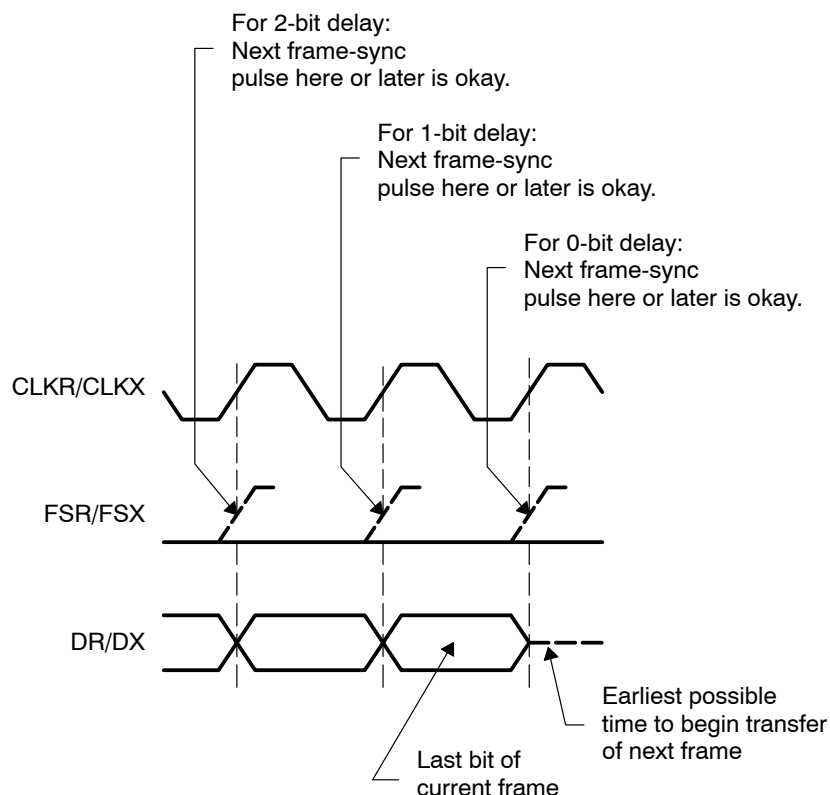 For 2-bit delay:
Next frame-sync
pulse here or later is okay.
For 1-bit delay:
Next frame-sync
pulse here or later is okay.
For 0-bit delay:
Next frame-sync
pulse here or later is okay.
CLKR/CLKX
FSR/FSX
DR/DX
Earliest possible
time to begin transfer
of next frame
Last bit of
current frame